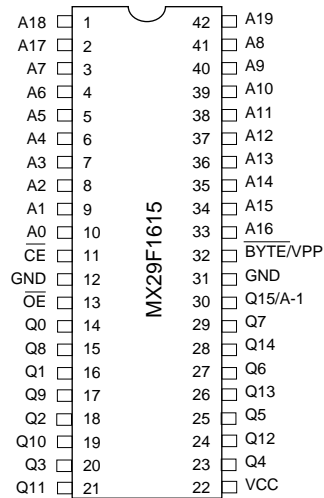 A18 1 42 A19
A17 2 41 A8
A7 3 40 A9
A6 4 39 A10
A5 5 38 A11
A4 6 37 A12
A3 7 36 A13
A2 8 35 A14
A1 9 34 A15
A0 10 33 A16
CE 11 32 BYTE/VPP
GND 12 31 GND
OE 13 30 Q15/A-1
Q0 14 29 Q7
Q8 15 28 Q14
Q1 16 27 Q6
Q9 17 26 Q13
Q2 18 25 Q5
Q10 19 24 Q12
Q3 20 23 Q4
Q11 21 22 VCC
MX29F1615